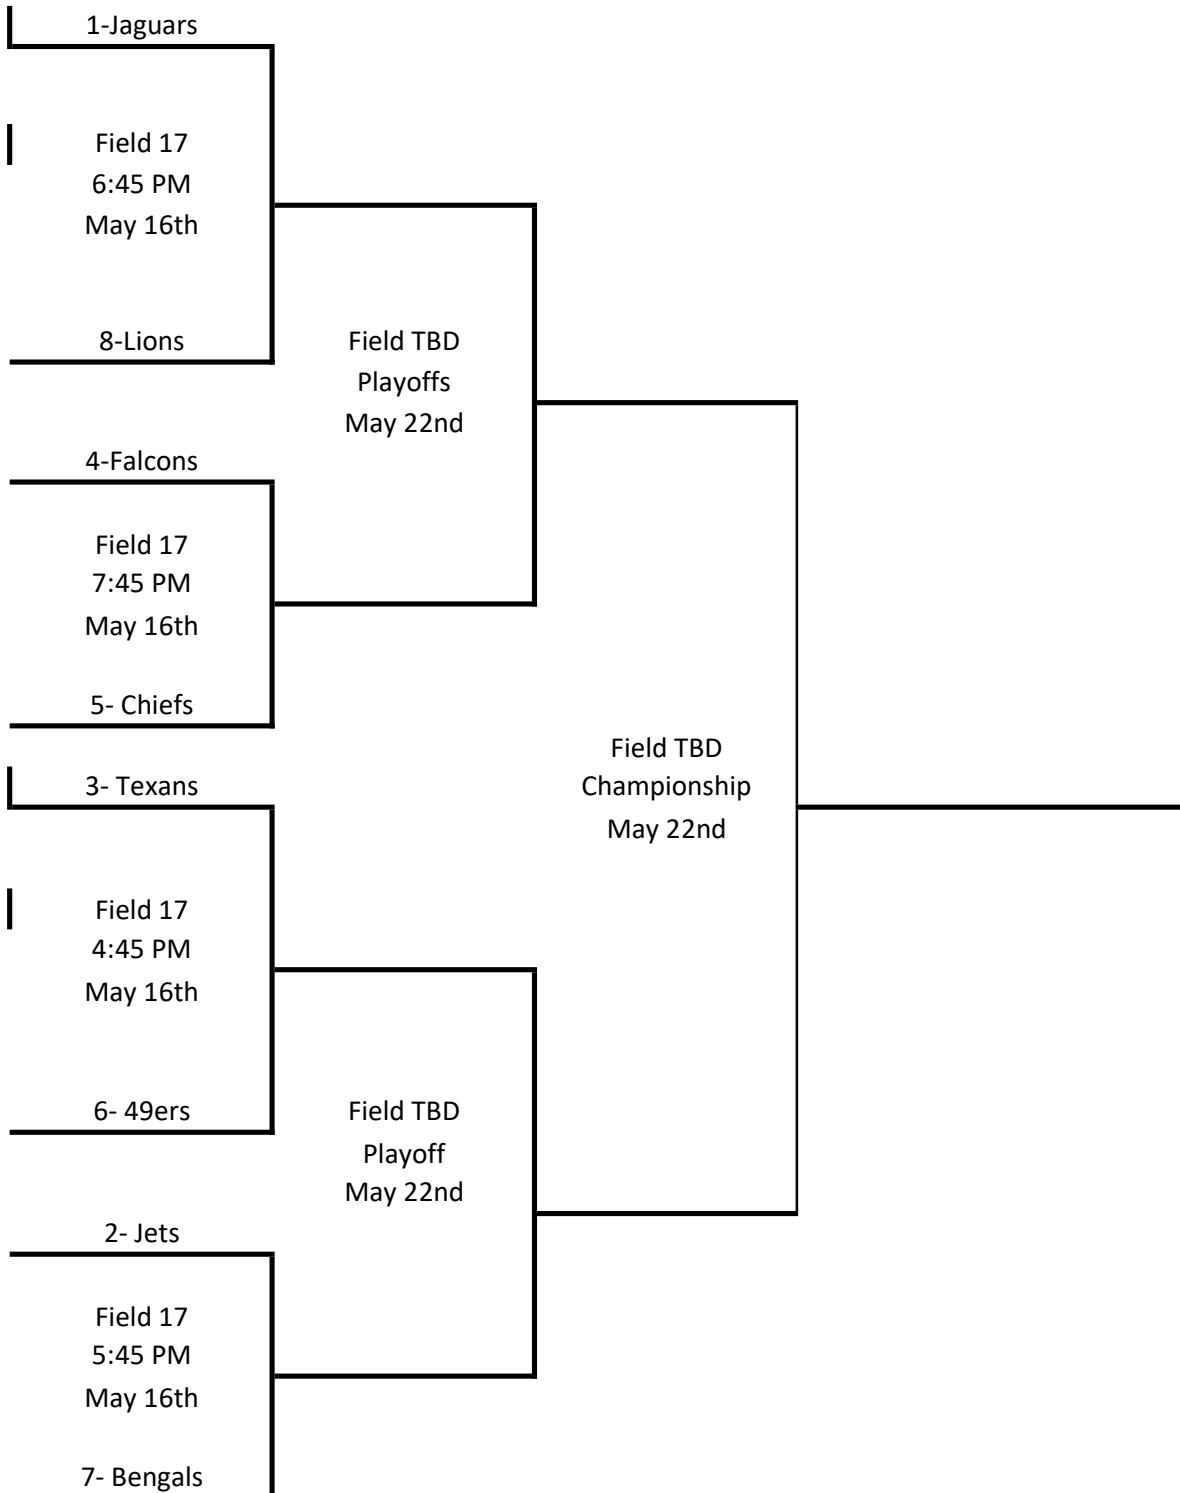 1-Jaguars
Field 17
6:45 PM
May 16th
8-Lions
Field TBD
Playoffs
May 22nd
4-Falcons
Field 17
7:45 PM
May 16th
5- Chiefs
Field TBD
Championship
May 22nd
3- Texans
Field 17
4:45 PM
May 16th
6- 49ers
Field TBD
Playoff
May 22nd
2- Jets
Field 17
5:45 PM
May 16th
7- Bengals